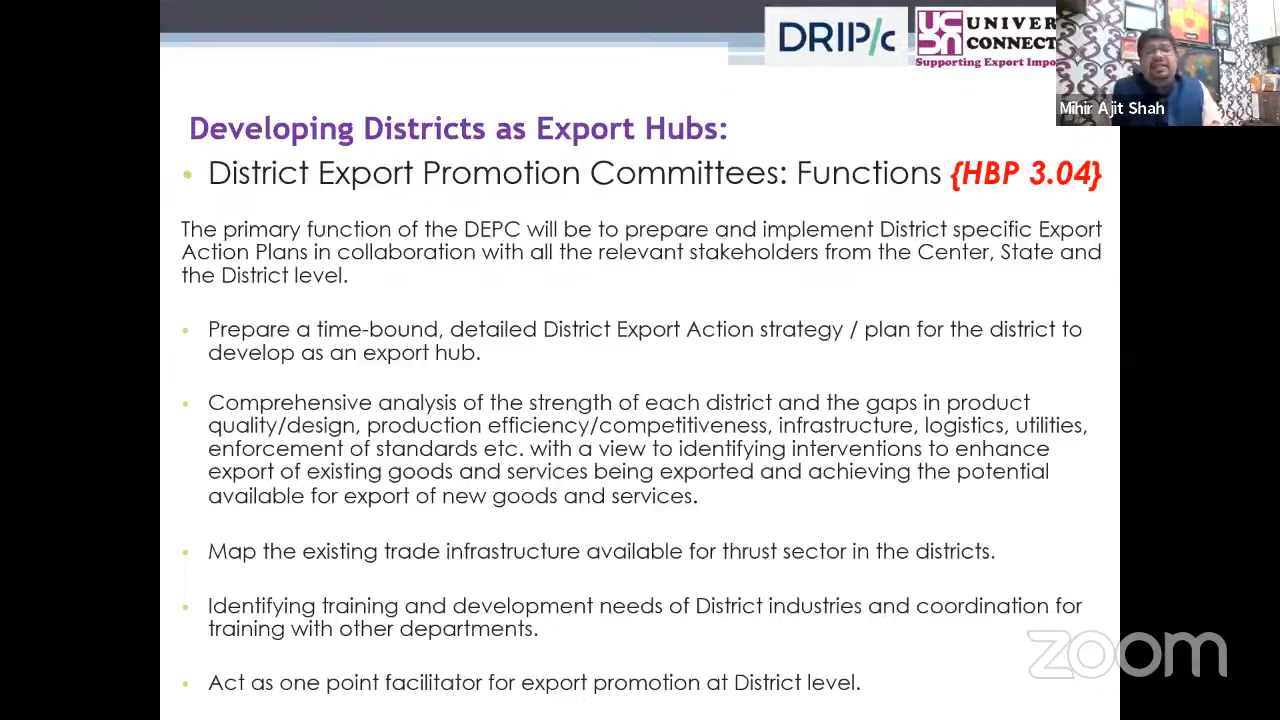 DRIP/c
UNIVER
CONNECT
Supporting Export Impo
Mihir Ajit Shah
Developing Districts as Export Hubs:
• District Export Promotion Committees: Functions {HBP 3.04}
The primary function of the DEPC will be to prepare and implement District specific Export
Action Plans in collaboration with all the relevant stakeholders from the Center, State and
the District level.
• Prepare a time-bound, detailed District Export Action strategy / plan for the district to
develop as an export hub.
• Comprehensive analysis of the strength of each district and the gaps in product
quality/design, production efficiency/competitiveness, infrastructure, logistics, utilities,
enforcement of standards etc. with a view to identifying interventions to enhance
export of existing goods and services being exported and achieving the potential
available for export of new goods and services.
• Map the existing trade infrastructure available for thrust sector in the districts.
• Identifying training and development needs of District industries and coordination for
training with other departments.
• Act as one point facilitator for export promotion at District level.
zoom